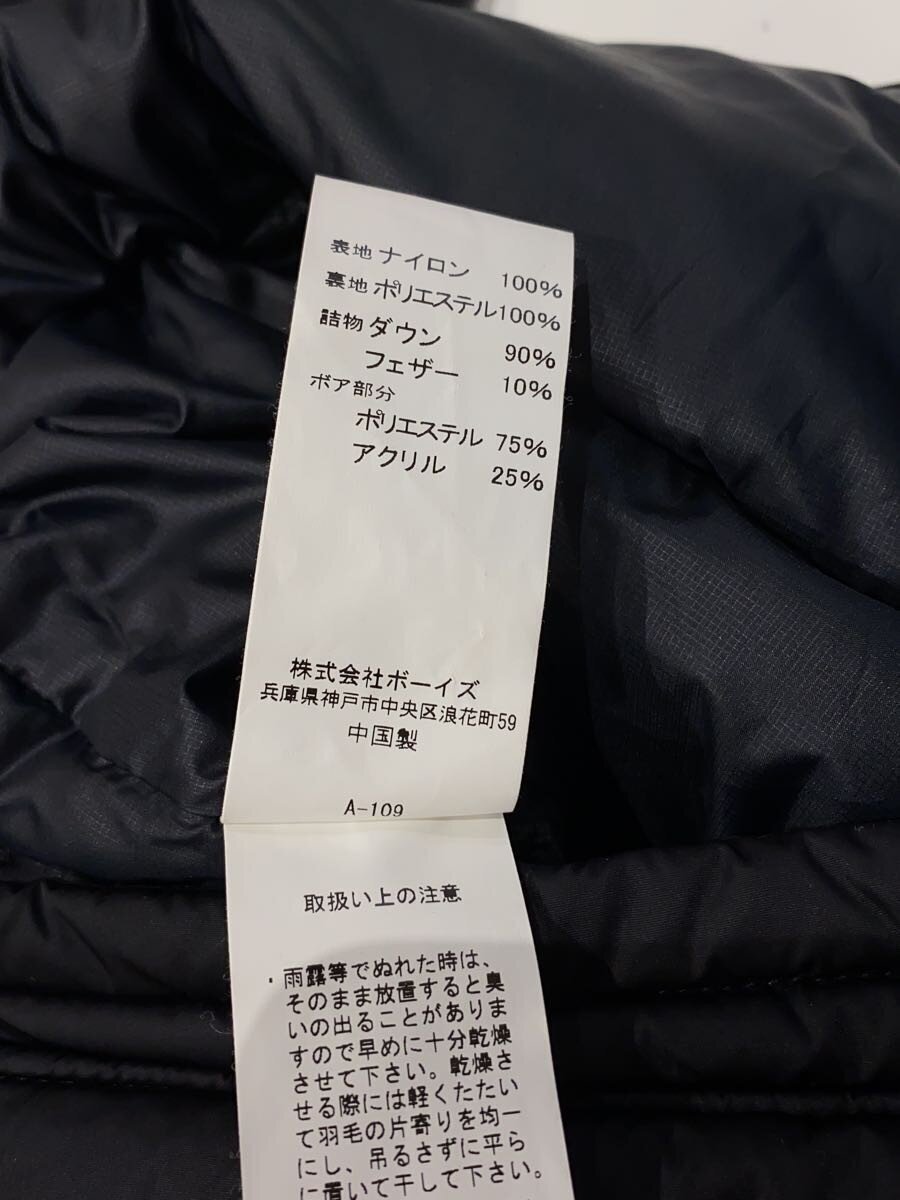 表地 ナイロン 100%
裏地 ポリエステル100%
詰物 ダウン 90%
フェザー 10%
ボア部分
ポリエステル 75%
アクリル 25%
株式会社ボーイズ
兵庫県神戸市中央区浪花町59
中国製
A-109
取扱い上の注意
・雨露等でぬれた時は、
そのまま放置すると臭
いの出ることがありま
すので早めに十分乾燥
させて下さい。乾燥さ
せる際には軽くたたい
て羽毛の片寄りを均一
にし、吊るさずに平ら
に置いて干して下さい。